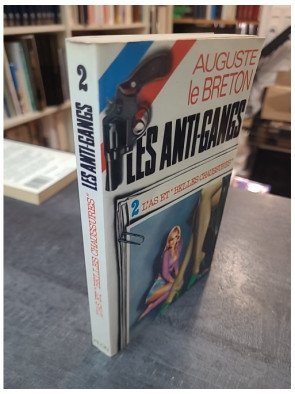 AUGUSTE
le BRETON
LES ANTI-GANGS
2 L'AS ET "BELLES CHAUSSURES"
2
LES ANTI-GANGS
L'AS ET "BELLES CHAUSSURES"
PLON